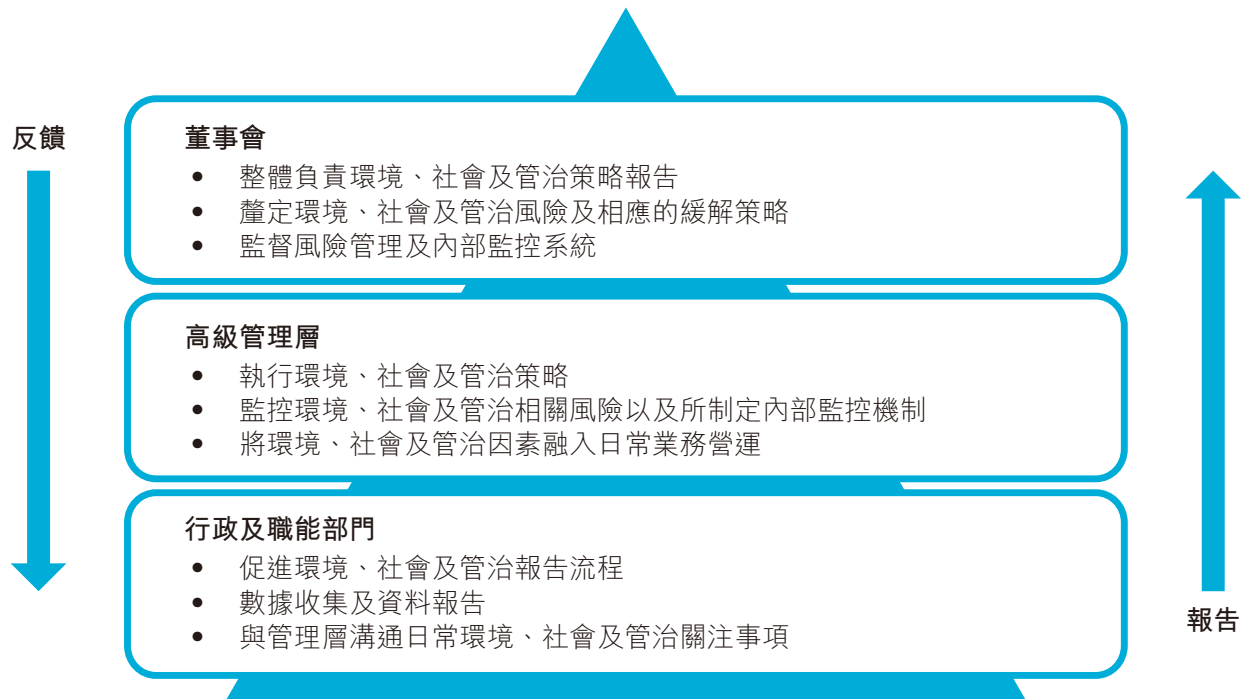 反饋
董事會
• 整體負責環境、社會及管治策略報告
• 釐定環境、社會及管治風險及相應的緩解策略
• 監督風險管理及內部監控系統
高級管理層
• 執行環境、社會及管治策略
• 監控環境、社會及管治相關風險以及所制定內部監控機制
• 將環境、社會及管治因素融入日常業務營運
行政及職能部門
• 促進環境、社會及管治報告流程
• 數據收集及資料報告
• 與管理層溝通日常環境、社會及管治關注事項
報告